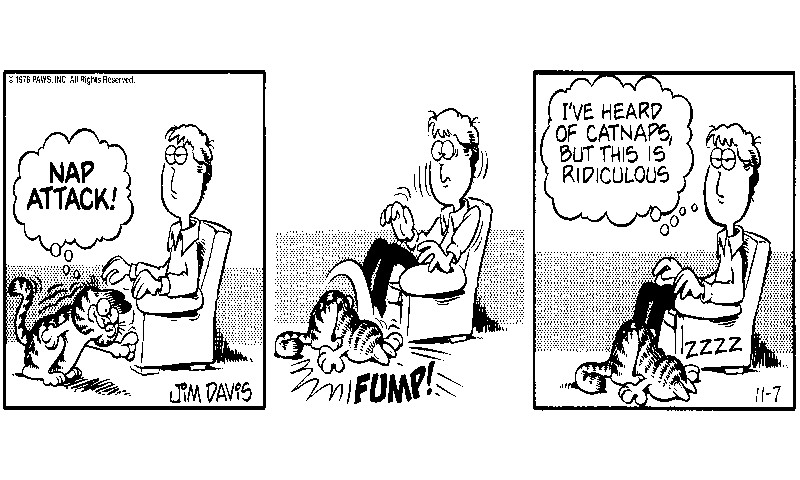 © 1978 PAWS, INC. All Rights Reserved.
NAP
ATTACK!
JIM DAVIS
FUMP!
I'VE HEARD
OF CATNAPS,
BUT THIS IS
RIDICULOUS
ZZZZ
11-7